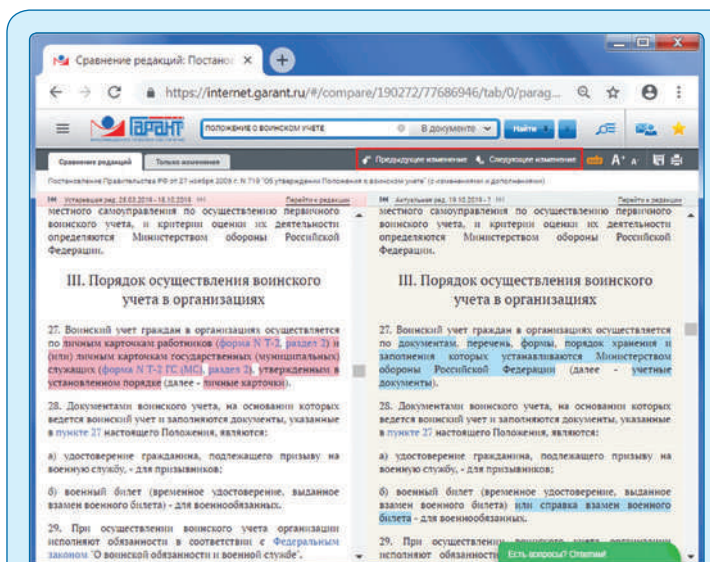 Сравнение редакций: Постанов
https://internet.garant.ru/#/compare/190272/77686946/tab/0/parag...
ГАРАНТ
положение о воинском учете
В документе
Найти
Сравнение редакций
Только изменения
Предыдущее изменение
Следующее изменение
Постановление Правительства РФ от 27 ноября 2006 г. N 719 "Об утверждении Положения о воинском учете" (с изменениями и дополнениями)
Устаревшая ред. 26.03.2019 - 18.10.2019
Перейти к редакции
местного самоуправления по осуществлению первичного
воинского учета, и критерии оценки их деятельности
определяются Министерством обороны Российской
Федерации.
III. Порядок осуществления воинского
учета в организациях
27. Воинский учет граждан в организациях осуществляется
по личным карточкам работников (форма N Т-2, раздел 2) и
(или) личным карточкам государственных (муниципальных)
служащих (форма N Т-2 ГС (МС), раздел 2), утвержденным в
установленном порядке (далее - личные карточки).
28. Документами воинского учета, на основании которых
ведется воинский учет и заполняются документы, указанные
в пункте 27 настоящего Положения, являются:
а) удостоверение гражданина, подлежащего призыву на
военную службу, - для призывников;
б) военный билет (временное удостоверение, выданное
взамен военного билета) - для военнообязанных.
29. При осуществлении воинского учета организации
исполняют обязанности в соответствии с Федеральным
законом "О воинской обязанности и военной службе",
Актуальная ред. 19.10.2019 - ?
Перейти к редакции
местного самоуправления по осуществлению первичного
воинского учета, и критерии оценки их деятельности
определяются Министерством обороны Российской
Федерации.
III. Порядок осуществления воинского
учета в организациях
27. Воинский учет граждан в организациях осуществляется
по документам, перечень, формы, порядок хранения и
заполнения которых устанавливаются Министерством
обороны Российской Федерации (далее - учетные
документы).
28. Документами воинского учета, на основании которых
ведется воинский учет и заполняются документы, указанные
в пункте 27 настоящего Положения, являются:
а) удостоверение гражданина, подлежащего призыву на
военную службу, - для призывников;
б) военный билет (временное удостоверение, выданное
взамен военного билета) или справка взамен военного
билета - для военнообязанных.
29. При осуществлении воинского учета организации
исполняют обязанности
Есть вопросы? Ответим!